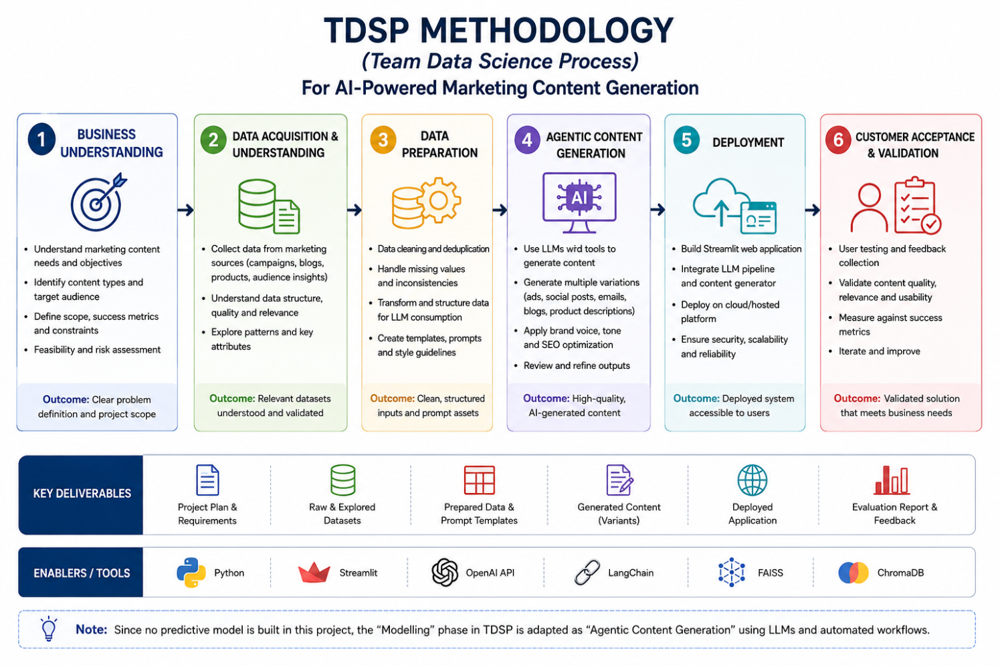 TDSP METHODOLOGY
(Team Data Science Process)
For AI-Powered Marketing Content Generation
1
BUSINESS
UNDERSTANDING
• Understand marketing content
needs and objectives
• Identify content types and
target audience
• Define scope, success metrics
and constraints
• Feasibility and risk assessment
Outcome: Clear problem
definition and project scope
2
DATA ACQUISITION &
UNDERSTANDING
• Collect data from marketing
sources (campaigns, blogs,
products, audience insights)
• Understand data structure,
quality and relevance
• Explore patterns and key
attributes
Outcome: Relevant datasets
understood and validated
3
DATA
PREPARATION
• Data cleaning and deduplication
• Handle missing values
and inconsistencies
• Transform and structure data
for LLM consumption
• Create templates, prompts
and style guidelines
Outcome: Clean, structured
inputs and prompt assets
4
AGENTIC CONTENT
GENERATION
AI
• Use LLMs tools to
generate content
• Generate multiple variations
(ads, social posts, emails,
blogs, product descriptions)
• Apply brand voice, tone
and SEO optimization
• Review and refine outputs
Outcome: High-quality,
AI-generated content
5
DEPLOYMENT
• Build Streamlit web application
• Integrate LLM pipeline
and content generator
• Deploy on cloud/hosted
platform
• Ensure security, scalability
and reliability
Outcome: Deployed system
accessible to users
6
CUSTOMER ACCEPTANCE
& VALIDATION
• User testing and feedback
collection
• Validate content quality,
relevance and usability
• Measure against success
metrics
• Iterate and improve
Outcome: Validated solution
that meets business needs
KEY DELIVERABLES
Project Plan &
Requirements
Raw & Explored
Datasets
Prepared Data &
Prompt Templates
Generated Content
(Variants)
Deployed
Application
Evaluation Report &
Feedback
ENABLERS / TOOLS
Python
Streamlit
OpenAI API
LangChain
FAISS
ChromaDB
Note: Since no predictive model is built in this project, the “Modelling” phase in TDSP is adapted as “Agentic Content Generation” using LLMs and automated workflows.